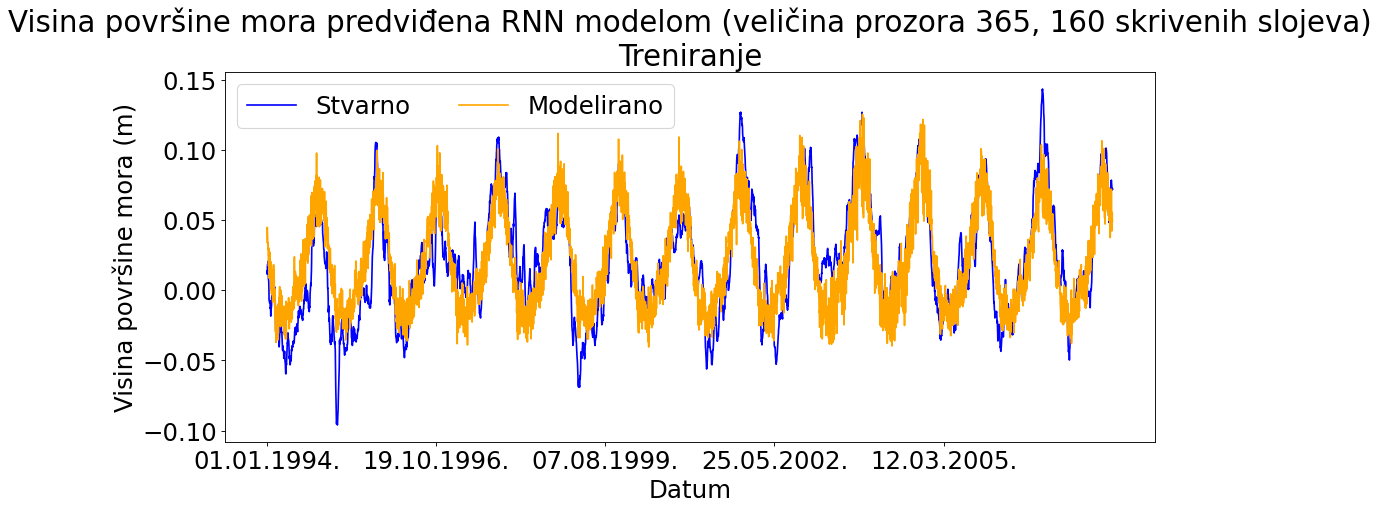 Visina površine mora predviđena RNN modelom (veličina prozora 365, 160 skrivenih slojeva)
Treniranje
Stvarno Modelirano
Visina površine mora (m)
0.15
0.10
0.05
0.00
−0.05
−0.10
01.01.1994. 19.10.1996. 07.08.1999. 25.05.2002. 12.03.2005.
Datum